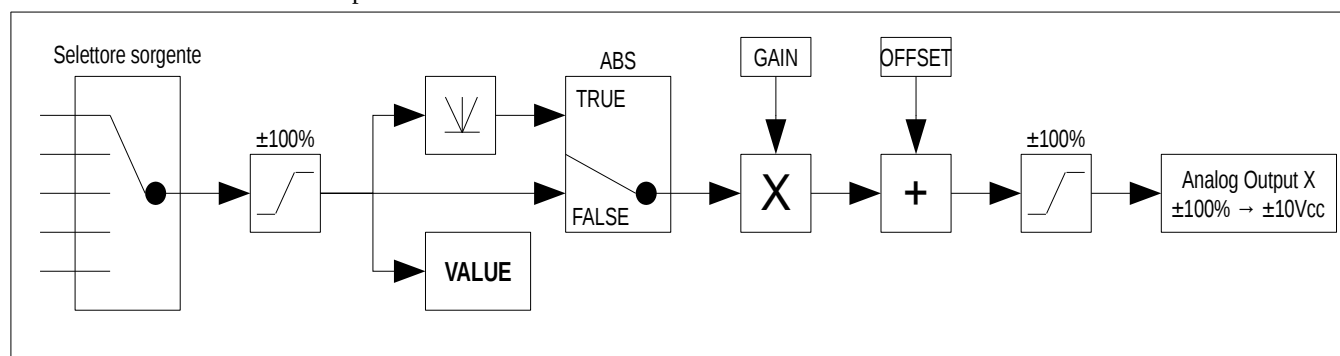 Selettore sorgente
±100%
VALUE
ABS
TRUE
FALSE
GAIN
X
OFFSET
+
±100%
Analog Output X
±100% → ±10Vcc